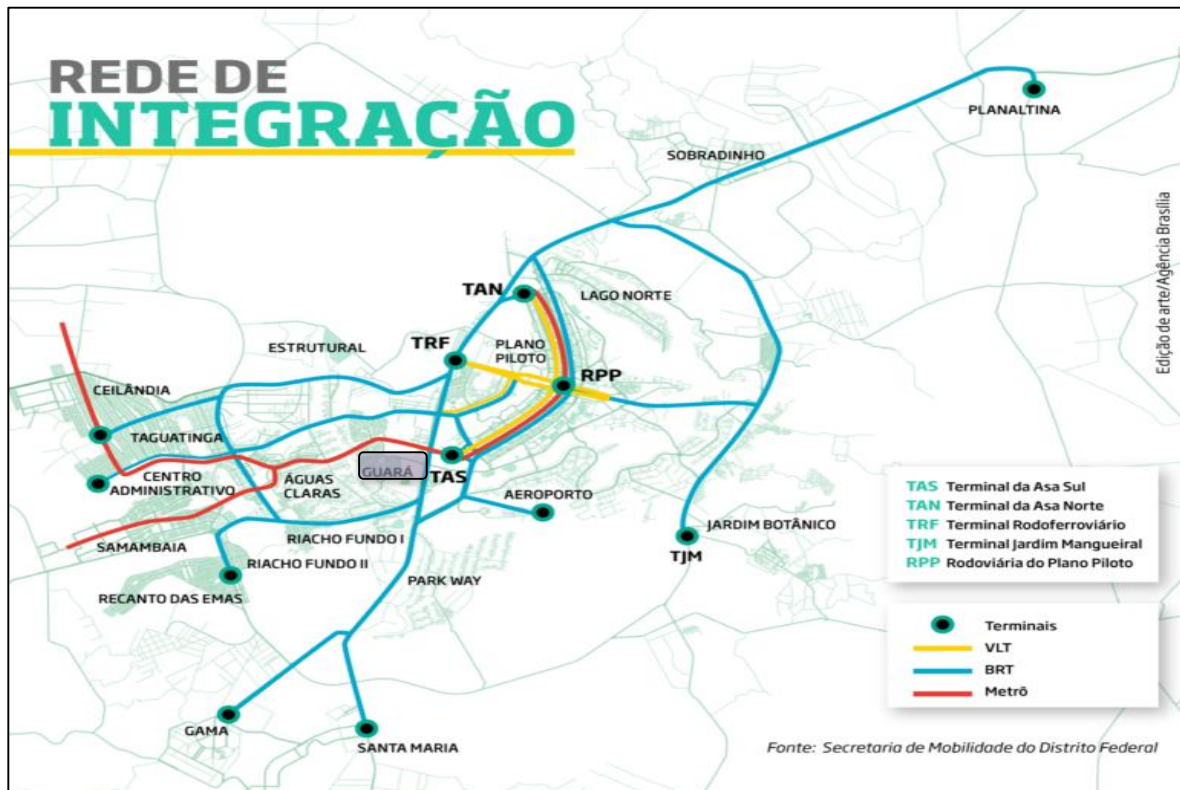 REDE DE
INTEGRAÇÃO
PLANALTINA
SOBRADINHO
Edição de arte/Agência Brasília
TAN
LAGO NORTE
ESTRUTURAL
TRF
PLANO
PILOTO
RPP
CEILÂNDIA
TAGUATINGA
GUARÁ
TAS
CENTRO
ADMINISTRATIVO
ÁGUAS
CLARAS
AEROPORTO
SAMAMBAIA
RIACHO FUNDO I
JARDIM BOTÂNICO
TJM
RIACHO FUNDO II
PARK WAY
RECANTO DAS EMAS
GAMA
SANTA MARIA
TAS Terminal da Asa Sul
TAN Terminal da Asa Norte
TRF Terminal Rodoferroviário
TJM Terminal Jardim Mangueiral
RPP Rodoviária do Plano Piloto
Terminais
VLT
BRT
Metrô
Fonte: Secretaria de Mobilidade do Distrito Federal